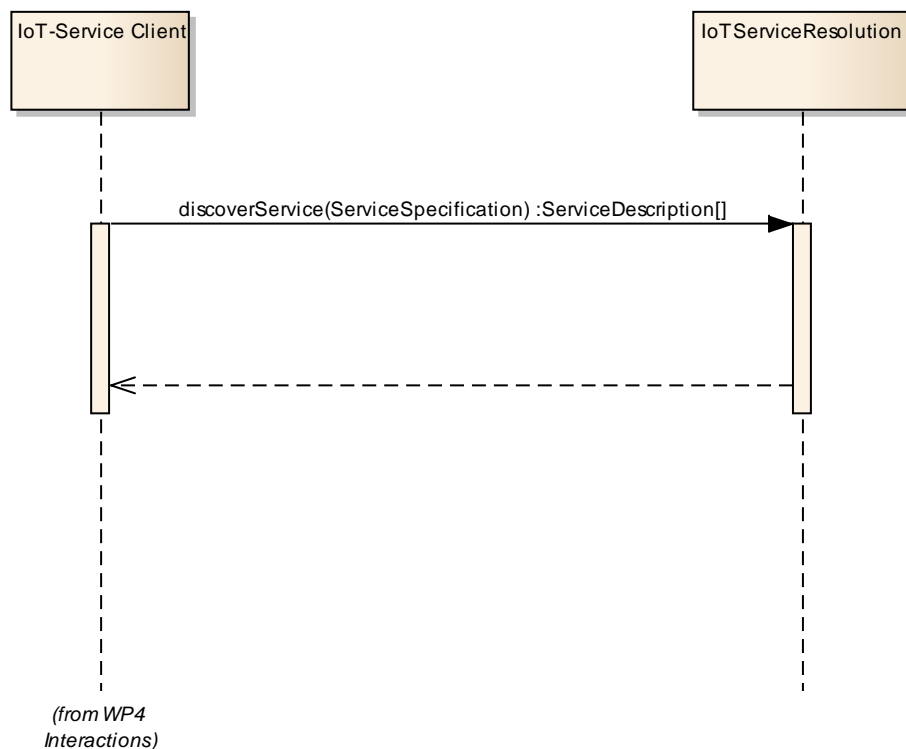 IoT-Service Client
IoTServiceResolution
discoverService(ServiceSpecification) :ServiceDescription[]
(from WP4
Interactions)